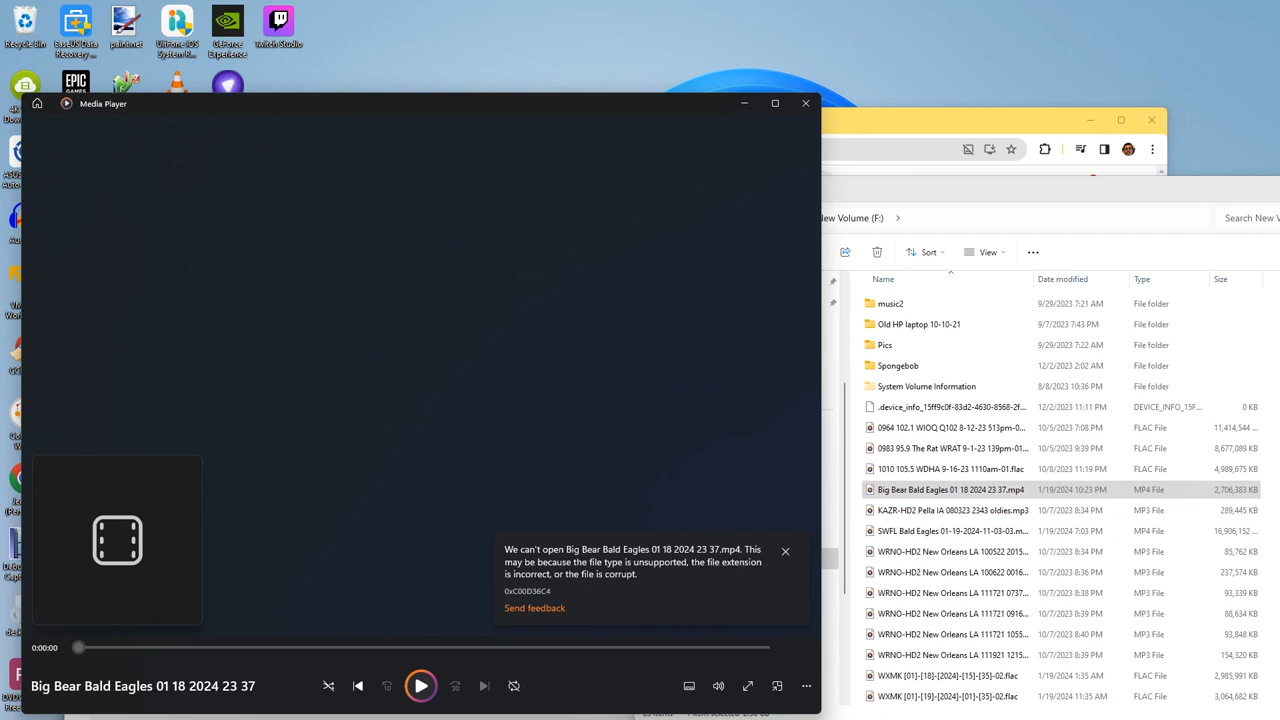 Recycle Bin
EaseUS Data Recovery ...
paint.net
UltFone iOS System R...
GeForce Experience
Twitch Studio
EPIC GAMES
Media Player
We can't open Big Bear Bald Eagles 01 18 2024 23 37.mp4. This
may be because the file type is unsupported, the file extension
is incorrect, or the file is corrupt.
0xC00D36C4
Send feedback
0:00:00
Big Bear Bald Eagles 01 18 2024 23 37
10
30
New Volume (F:)
Search New V
Sort
View
Name Date modified Type Size
music2 9/29/2023 7:21 AM File folder
Old HP laptop 10-10-21 9/7/2023 7:43 PM File folder
Pics 9/29/2023 7:22 AM File folder
Spongebob 12/2/2023 2:02 AM File folder
System Volume Information 8/8/2023 10:36 PM File folder
.device_info_15ff9c0f-83d2-4630-8568-2f... 12/2/2023 11:11 PM DEVICE_INFO_15F... 0 KB
0964 102.1 WIOQ Q102 8-12-23 513pm-0... 10/5/2023 7:08 PM FLAC File 11,414,544 ...
0983 95.9 The Rat WRAT 9-1-23 139pm-01... 10/5/2023 9:39 PM FLAC File 8,677,089 KB
1010 105.5 WDHA 9-16-23 1110am-01.flac 10/8/2023 11:19 PM FLAC File 4,989,675 KB
Big Bear Bald Eagles 01 18 2024 23 37.mp4 1/19/2024 10:23 PM MP4 File 2,706,383 KB
KAZR-HD2 Pella IA 080323 2343 oldies.mp3 10/7/2023 8:34 PM MP3 File 289,445 KB
SWFL Bald Eagles 01-19-2024-11-03-03.m... 1/19/2024 7:03 PM MP4 File 16,906,152 ...
WRNO-HD2 New Orleans LA 100522 2015... 10/7/2023 8:36 PM MP3 File 85,762 KB
WRNO-HD2 New Orleans LA 100622 0016... 10/7/2023 8:38 PM MP3 File 237,574 KB
WRNO-HD2 New Orleans LA 111721 0737... 10/7/2023 8:38 PM MP3 File 93,339 KB
WRNO-HD2 New Orleans LA 111721 0916... 10/7/2023 8:39 PM MP3 File 88,634 KB
WRNO-HD2 New Orleans LA 111721 1055... 10/7/2023 8:40 PM MP3 File 93,848 KB
WRNO-HD2 New Orleans LA 111921 1215... 10/7/2023 8:40 PM MP3 File 154,320 KB
WXMK [01]-[18]-[2024]-[15]-[35]-02.flac 1/19/2024 1:35 AM FLAC File 2,985,991 KB
WXMK [01]-[19]-[2024]-[01]-[35]-02.flac 1/19/2024 11:35 AM FLAC File 3,064,682 KB